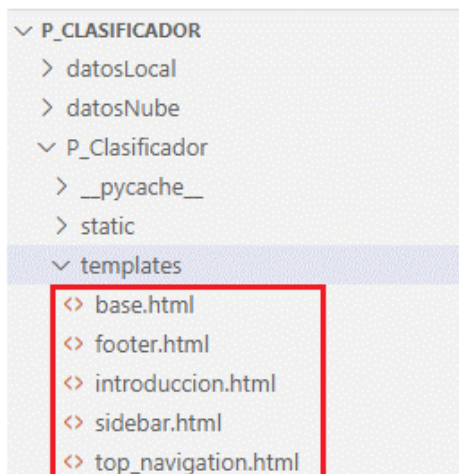 P_CLASIFICADOR
datosLocal
datosNube
P_Clasificador
__pycache__
static
templates
base.html
footer.html
introduccion.html
sidebar.html
top_navigation.html